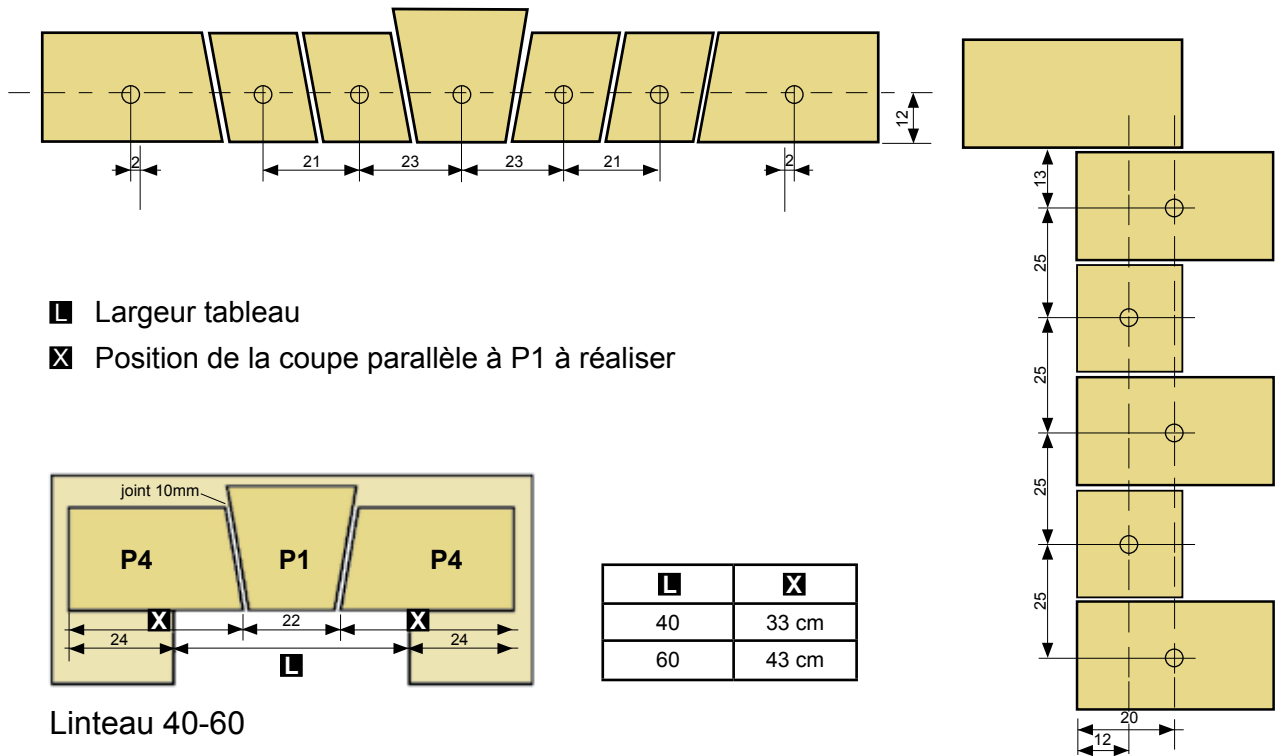 12
2
21
23
23
21
2
13
25
25
25
25
20
12
L Largeur tableau
X Position de la coupe parallèle à P1 à réaliser
joint 10mm
P4
P1
P4
X
22
X
24
L
24
Linteau 40-60
L X
40 33 cm
60 43 cm